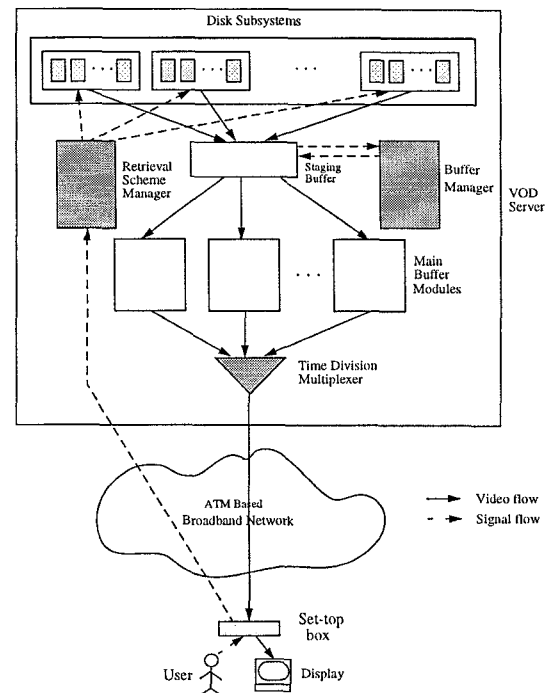 Disk Subsystems
Retrieval
Scheme
Manager
Staging
Buffer
Buffer
Manager
VOD
Server
Main
Buffer
Modules
Time Division
Multiplexer
ATM Based
Broadband Network
Video flow
Signal flow
Set-top
box
User
Display